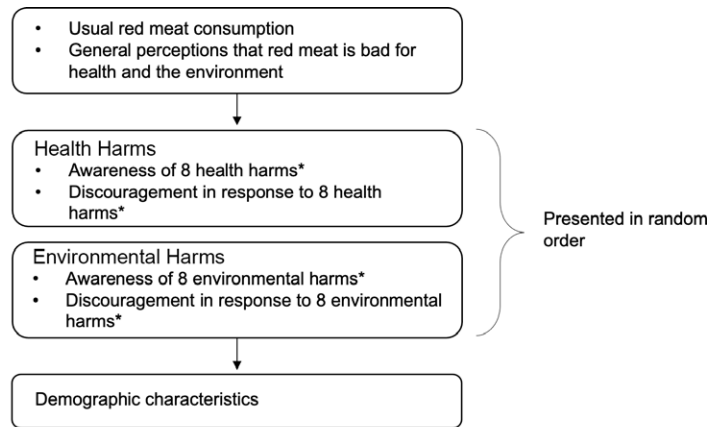 • Usual red meat consumption
• General perceptions that red meat is bad for
health and the environment
Health Harms
• Awareness of 8 health harms*
• Discouragement in response to 8 health
harms*
Environmental Harms
• Awareness of 8 environmental harms*
• Discouragement in response to 8 environmental
harms*
Presented in random
order
Demographic characteristics